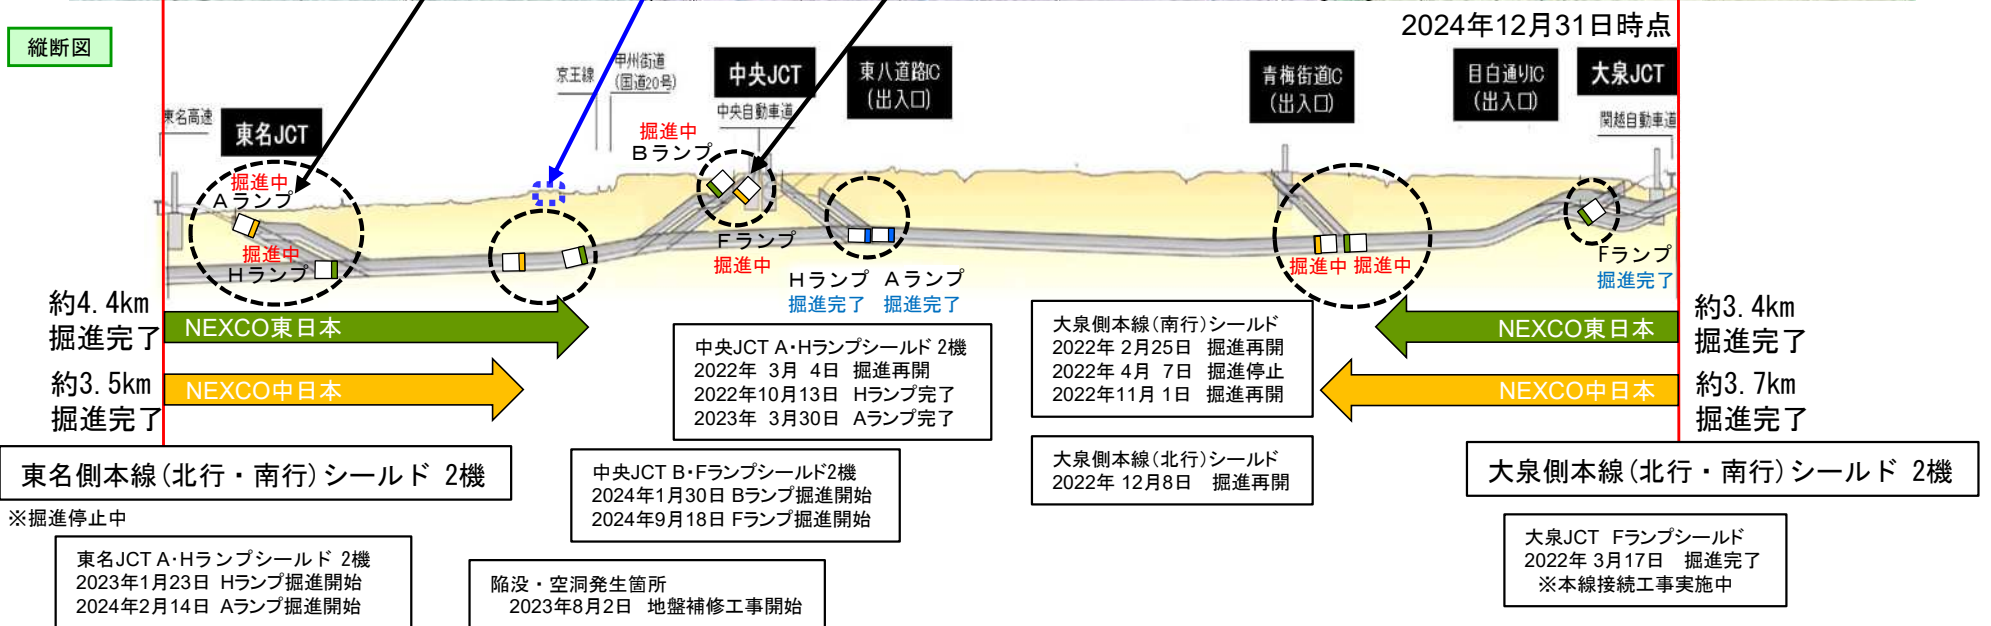 2024年12月31日時点
縦断図
東名高速
東名JCT
京王線
甲州街道
(国道20号)
中央JCT
中央自動車道
東八道路IC
(出入口)
青梅街道IC
(出入口)
目白通りIC
(出入口)
大泉JCT
関越自動車道
掘進中
Aランプ
掘進中
Hランプ
掘進中
Bランプ
Fランプ
掘進中
Hランプ
掘進完了
Aランプ
掘進完了
掘進中
掘進中
Fランプ
掘進完了
約4.4km
掘進完了
NEXCO東日本
約3.5km
掘進完了
NEXCO中日本
NEXCO東日本
約3.4km
掘進完了
NEXCO中日本
約3.7km
掘進完了
中央JCT A・Hランプシールド 2機
2022年 3月 4日 掘進再開
2022年10月13日 Hランプ完了
2023年 3月30日 Aランプ完了
大泉側本線(南行)シールド
2022年 2月25日 掘進再開
2022年 4月 7日 掘進停止
2022年11月 1日 掘進再開
大泉側本線(北行)シールド
2022年 12月8日 掘進再開
東名側本線(北行・南行)シールド 2機
※掘進停止中
中央JCT B・Fランプシールド2機
2024年1月30日 Bランプ掘進開始
2024年9月18日 Fランプ掘進開始
大泉側本線(北行・南行)シールド 2機
東名JCT A・Hランプシールド 2機
2023年1月23日 Hランプ掘進開始
2024年2月14日 Aランプ掘進開始
陥没・空洞発生箇所
2023年8月2日 地盤補修工事開始
大泉JCT Fランプシールド
2022年 3月17日 掘進完了
※本線接続工事実施中